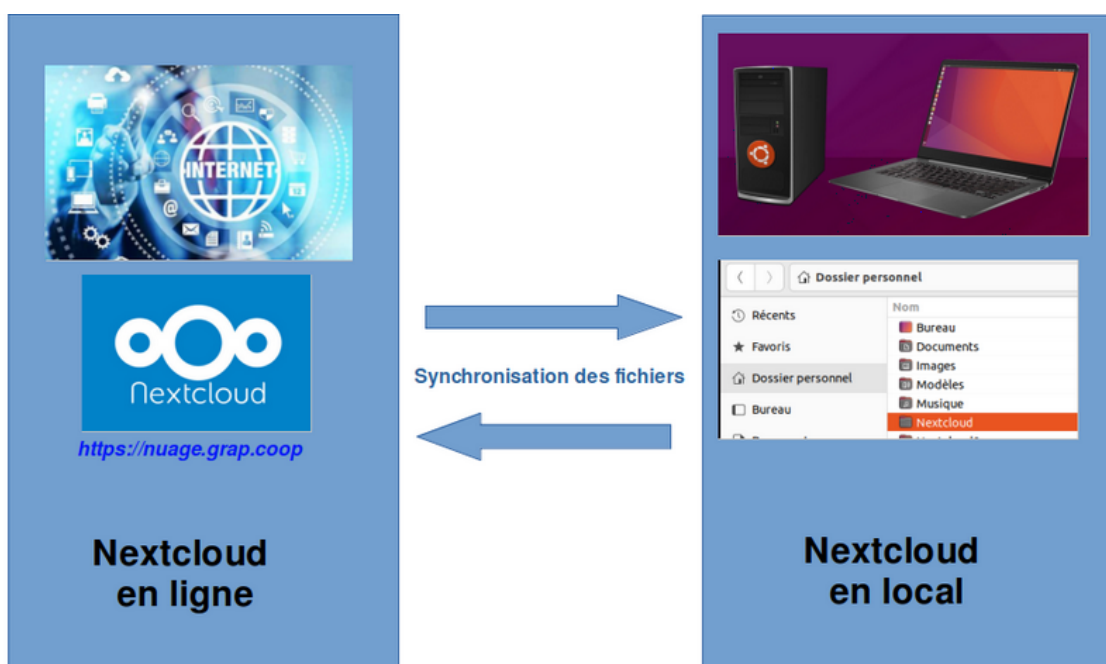 INTERNET
Nextcloud
https://nuage.grap.coop
Nextcloud
en ligne
Synchronisation des fichiers
Dossier personnel
Récents
Favoris
Dossier personnel
Bureau
Nom
Bureau
Documents
Images
Modèles
Musique
Nextcloud
Nextcloud
en local